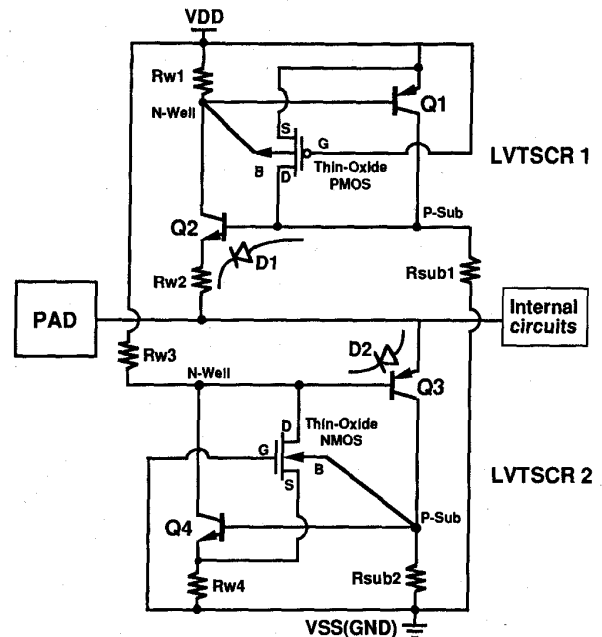 VDD
Rw1
N-Well
Q1
S
G
B
D
Thin-Oxide
PMOS
LVTSCR 1
P-Sub
Q2
D1
Rw2
Rsub1
PAD
Internal
circuits
Rw3
D2
N-Well
Q3
D
Thin-Oxide
NMOS
G
B
S
LVTSCR 2
P-Sub
Q4
Rw4
Rsub2
VSS(GND)